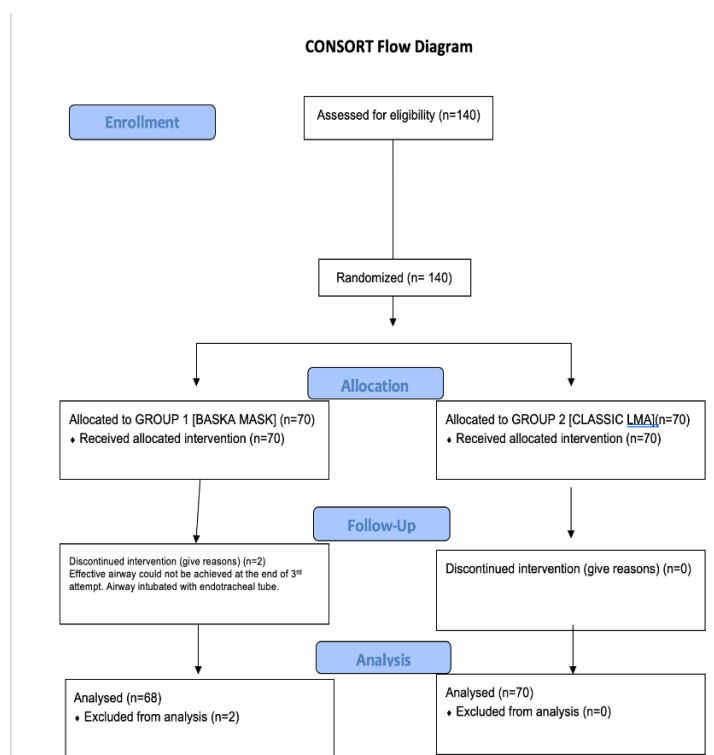 CONSORT Flow Diagram
Enrollment
Assessed for eligibility (n=140)
Randomized (n= 140)
Allocation
Allocated to GROUP 1 [BASKA MASK] (n=70)
♦ Received allocated intervention (n=70)
Allocated to GROUP 2 [CLASSIC LMA](n=70)
♦ Received allocated intervention (n=70)
Follow-Up
Discontinued intervention (give reasons) (n=2)
Effective airway could not be achieved at the end of 3rd
attempt. Airway intubated with endotracheal tube.
Discontinued intervention (give reasons) (n=0)
Analysis
Analysed (n=68)
♦ Excluded from analysis (n=2)
Analysed (n=70)
♦ Excluded from analysis (n=0)